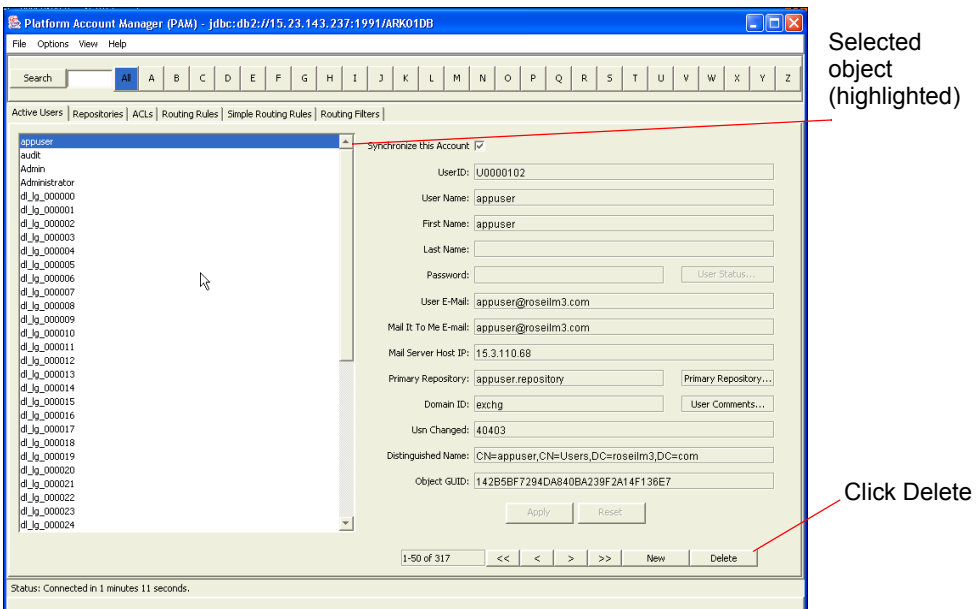 Platform Account Manager (PAM) - jdbc:db2://15.23.143.237:1991/ARK01DB
File Options View Help
Search All A B C D E F G H I J K L M N O P Q R S T U V W X Y Z
Active Users Repositories ACLs Routing Rules Simple Routing Rules Routing Filters
appuser
audit
Admin
Administrator
dl_lg_000000
dl_lg_000001
dl_lg_000002
dl_lg_000003
dl_lg_000004
dl_lg_000005
dl_lg_000006
dl_lg_000007
dl_lg_000008
dl_lg_000009
dl_lg_000010
dl_lg_000011
dl_lg_000012
dl_lg_000013
dl_lg_000014
dl_lg_000015
dl_lg_000016
dl_lg_000017
dl_lg_000018
dl_lg_000019
dl_lg_000020
dl_lg_000021
dl_lg_000022
dl_lg_000023
dl_lg_000024
Synchronize this Account
UserID: U0000102
User Name: appuser
First Name: appuser
Last Name:
Password: User Status...
User E-Mail: appuser@roseilm3.com
Mail It To Me E-mail: appuser@roseilm3.com
Mail Server Host IP: 15.3.110.68
Primary Repository: appuser.repository Primary Repository...
Domain ID: exchg User Comments...
Usn Changed: 40403
Distinguished Name: CN=appuser,CN=Users,DC=roseilm3,DC=com
Object GUID: 142B5BF7294DA840BA239F2A14F136E7
Apply Reset
1-50 of 317 << < > >> New Delete
Status: Connected in 1 minutes 11 seconds.
Selected
object
(highlighted)
Click Delete